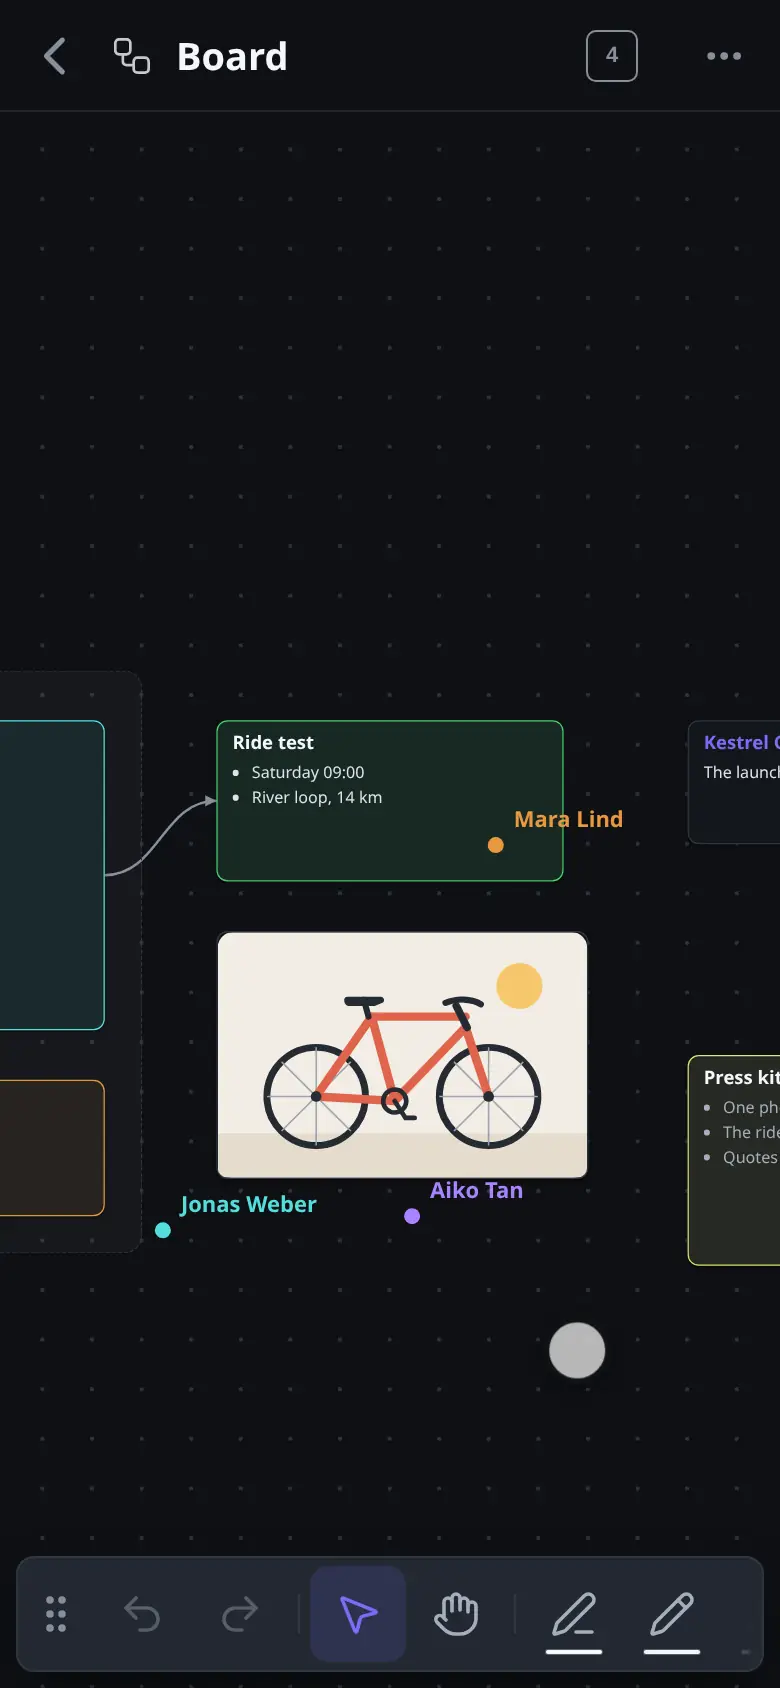 Board
4
Ride test
Saturday 09:00
River loop, 14 km
Mara Lind
Kestrel
The launch
Press kit
One
The ride
Quotes
Jonas Weber
Aiko Tan